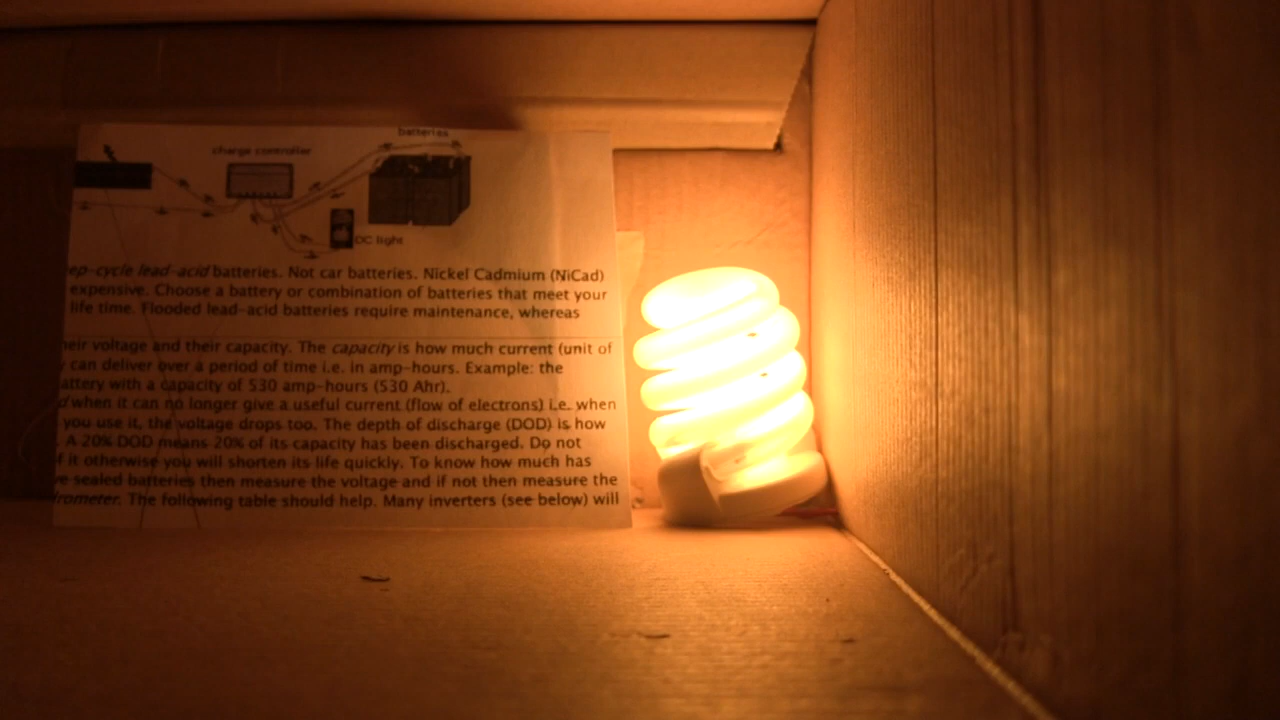 batteries
charge controller
DC light
ep-cycle lead-acid batteries. Not car batteries. Nickel Cadmium (NiCad)
expensive. Choose a battery or combination of batteries that meet your
life time. Flooded lead-acid batteries require maintenance, whereas
eir voltage and their capacity. The capacity is how much current (unit of
can deliver over a period of time i.e. in amp-hours. Example: the
attery with a capacity of 530 amp-hours (530 Ahr).
d when it can no longer give a useful current (flow of electrons) i.e. when
you use it, the voltage drops too. The depth of discharge (DOD) is how
. A 20% DOD means 20% of its capacity has been discharged. Do not
f it otherwise you will shorten its life quickly. To know how much has
ve sealed batteries then measure the voltage and if not then measure the
rometer. The following table should help. Many inverters (see below) will